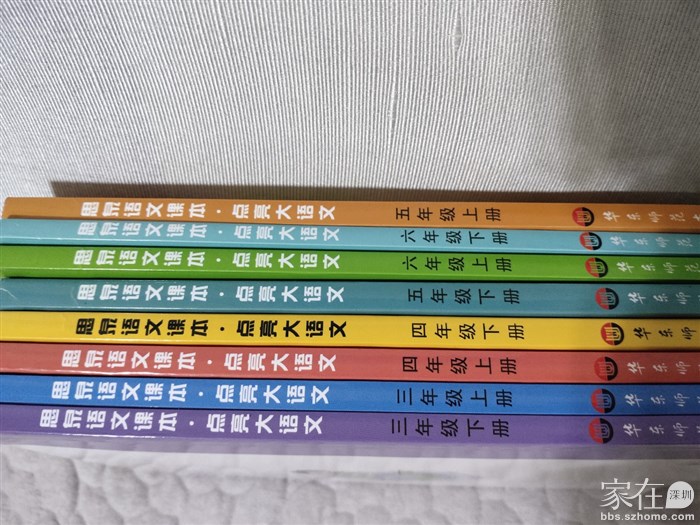 思泉语文课本·点亮大语文 五年级上册 华东师范
思泉语文课本·点亮大语文 六年级下册 华东师范
思泉语文课本·点亮大语文 六年级上册 华东师范
思泉语文课本·点亮大语文 五年级下册 华东师
思泉语文课本·点亮大语文 四年级下册 华东师
思泉语文课本·点亮大语文 四年级上册 华东师
思泉语文课本·点亮大语文 三年级上册 华东师
思泉语文课本·点亮大语文 三年级下册 华东师
家在深圳
bbs.szhome.com